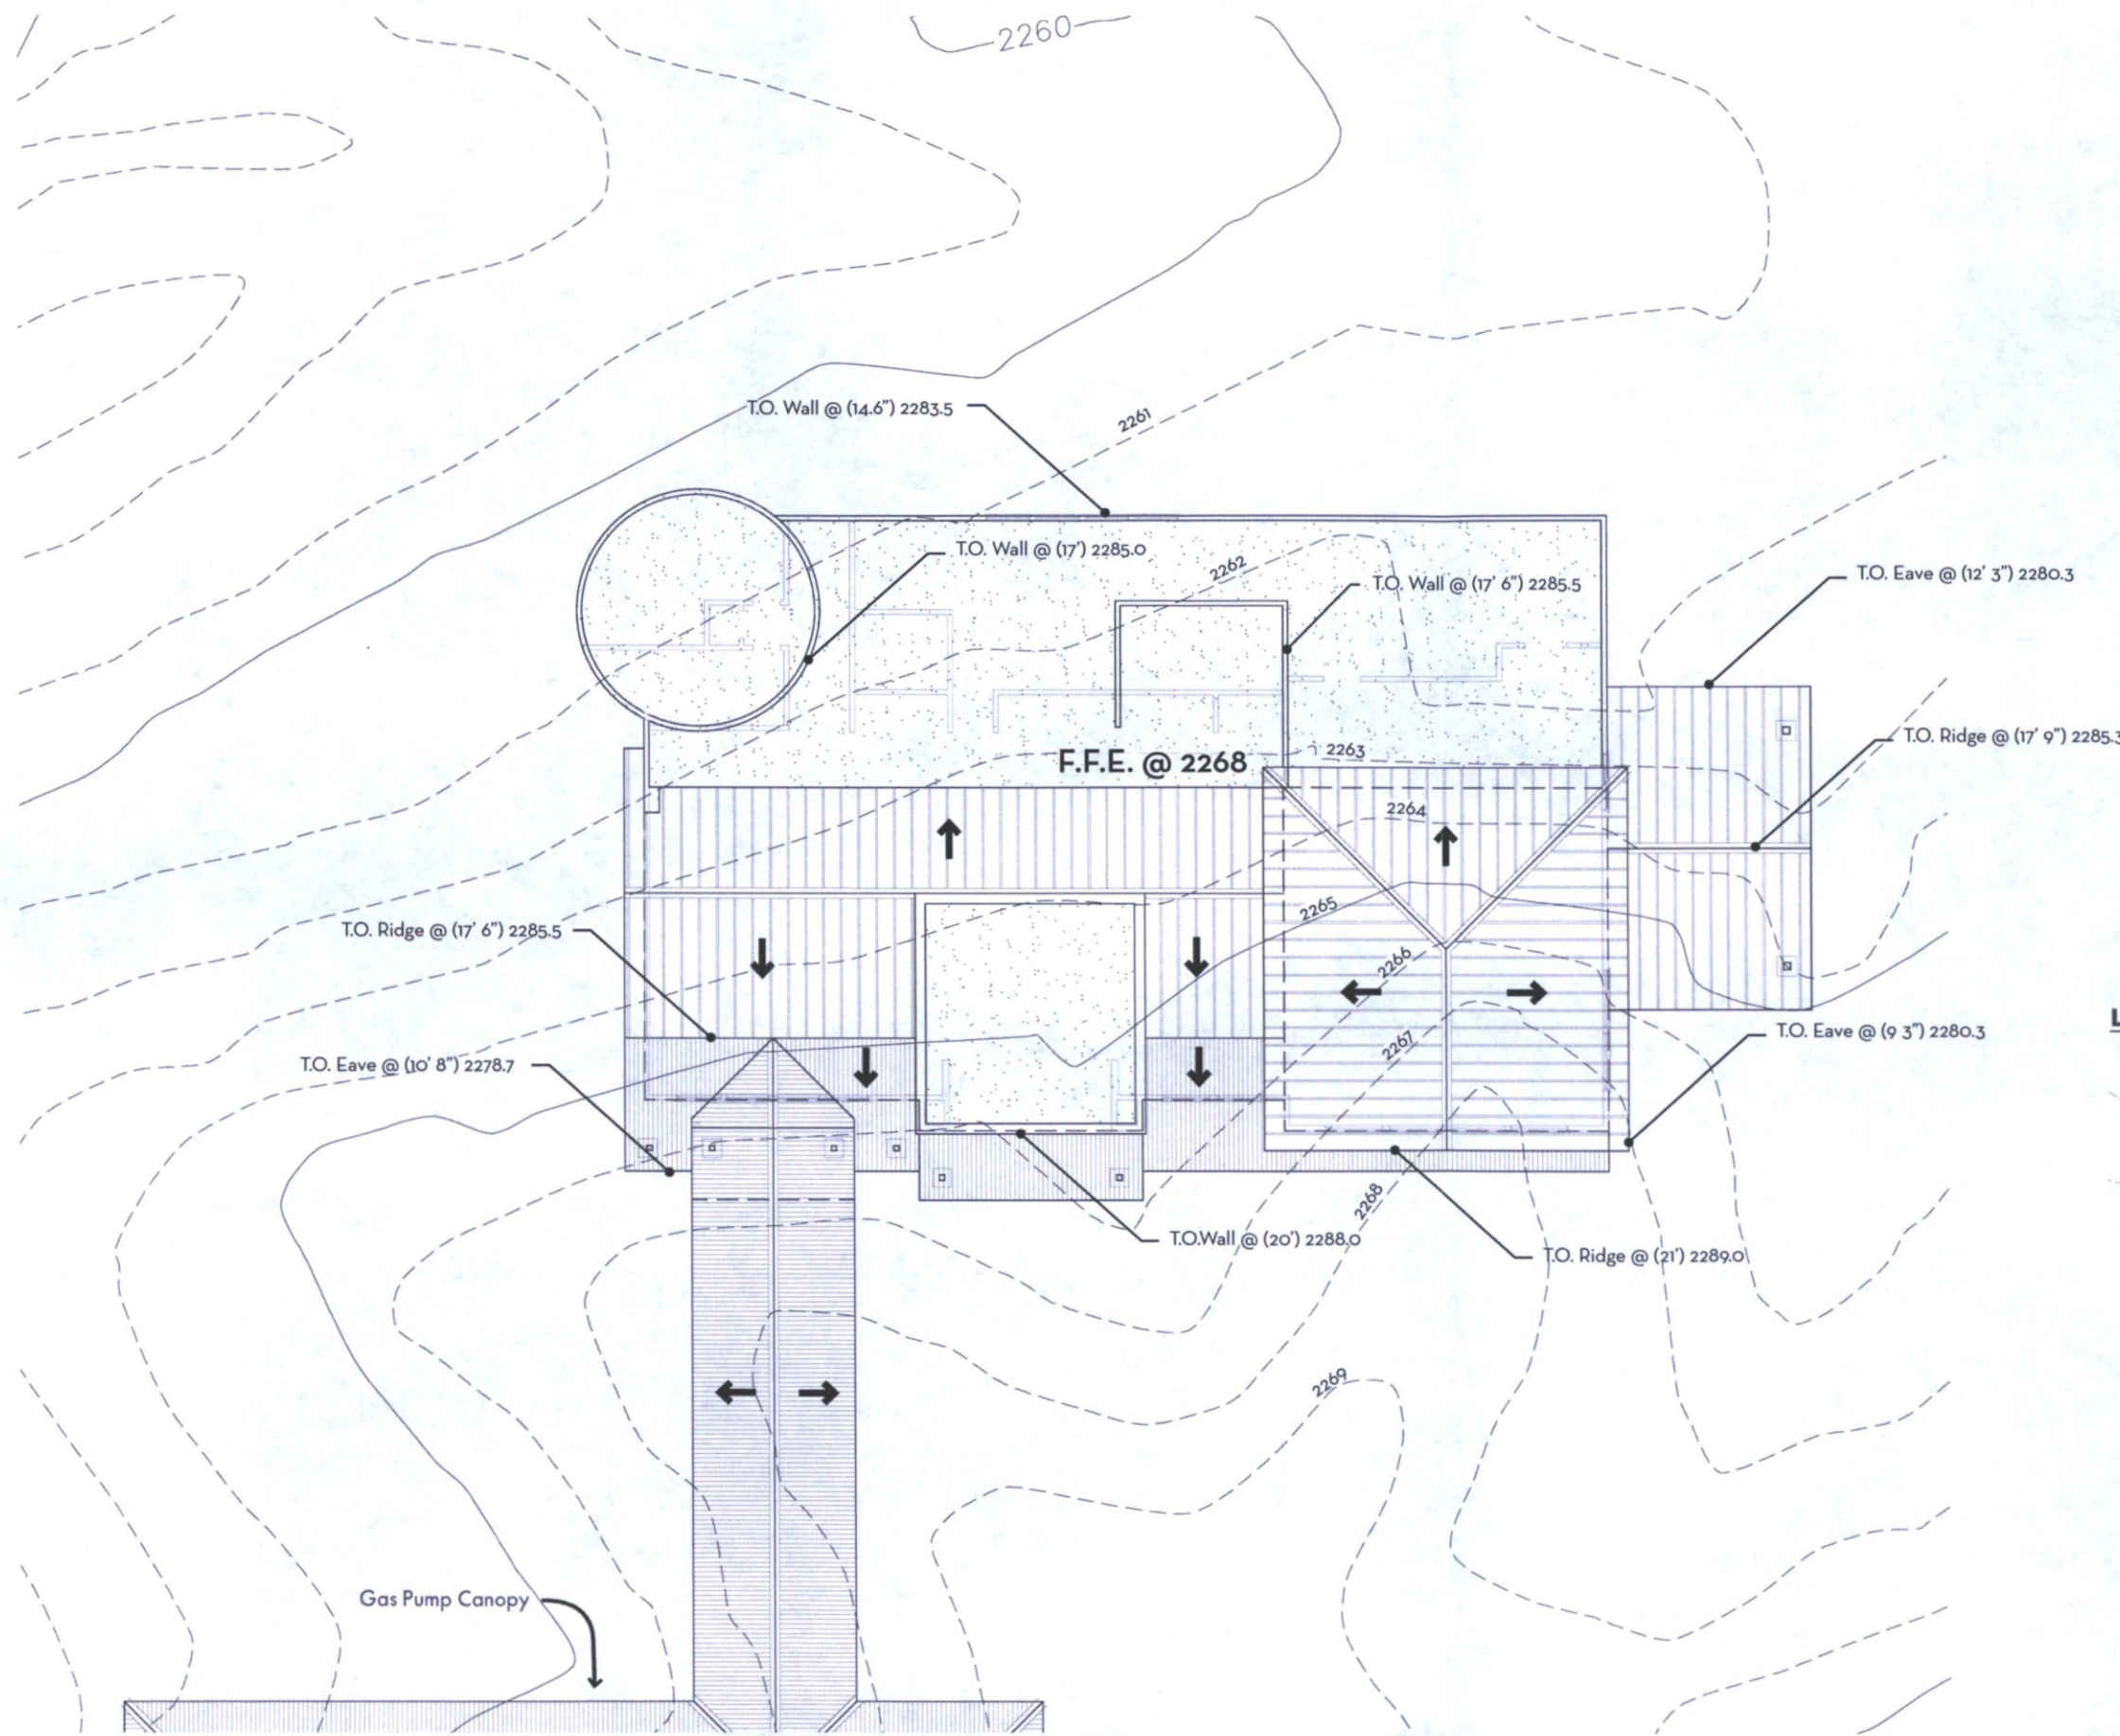 2260
T.O. Wall @ (14.6") 2283.5
2261
T.O. Wall @ (17') 2285.0
2262
T.O. Wall @ (17' 6") 2285.5
T.O. Eave @ (12' 3") 2280.3
T.O. Ridge @ (17' 9") 2285.3
F.F.E. @ 2268
2263
2264
2265
T.O. Ridge @ (17' 6") 2285.5
2266
2267
T.O. Eave @ (9 3") 2280.3
T.O. Eave @ (10' 8") 2278.7
2268
T.O.Wall @ (20') 2288.0
T.O. Ridge @ (21') 2289.0
2269
Gas Pump Canopy
L